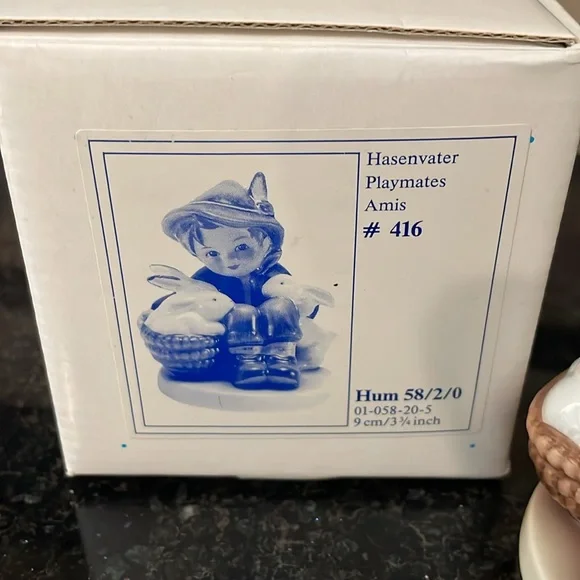 Hasenvater
Playmates
Amis
# 416
Hum 58/2/0
01-058-20-5
9 cm/3 ¾ inch